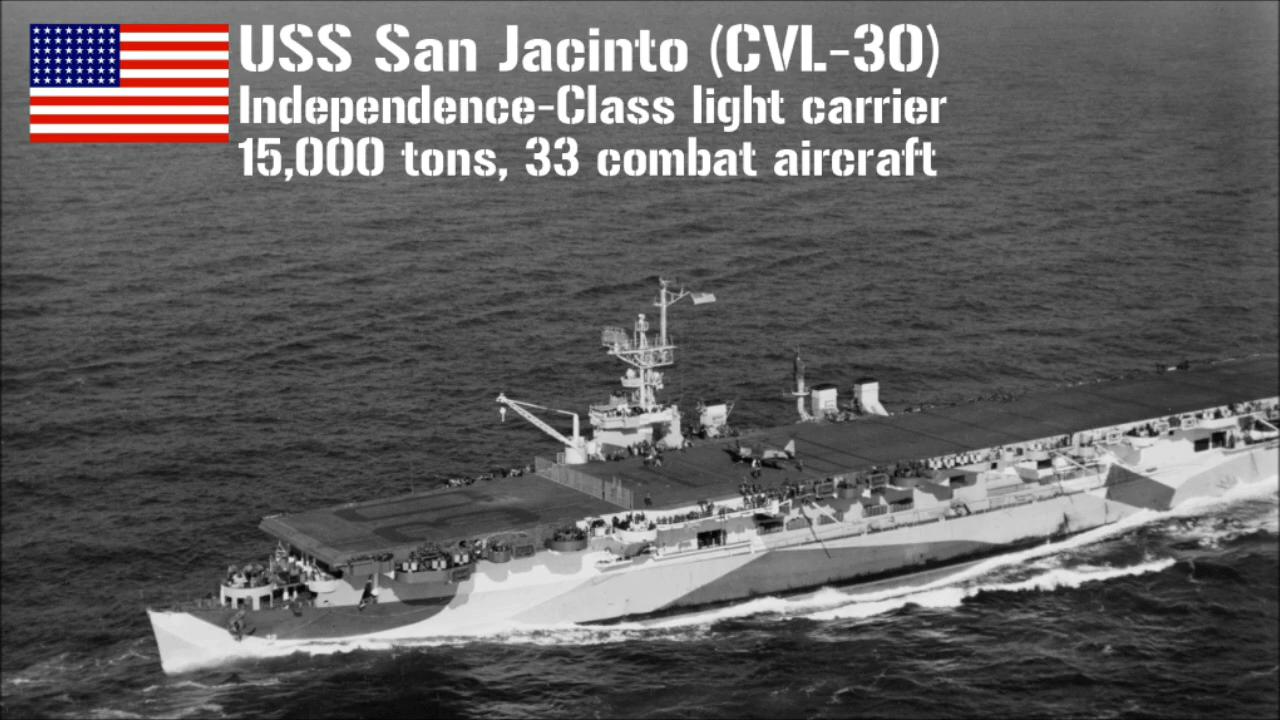 USS San Jacinto (CVL-30)
Independence-Class light carrier
15,000 tons, 33 combat aircraft